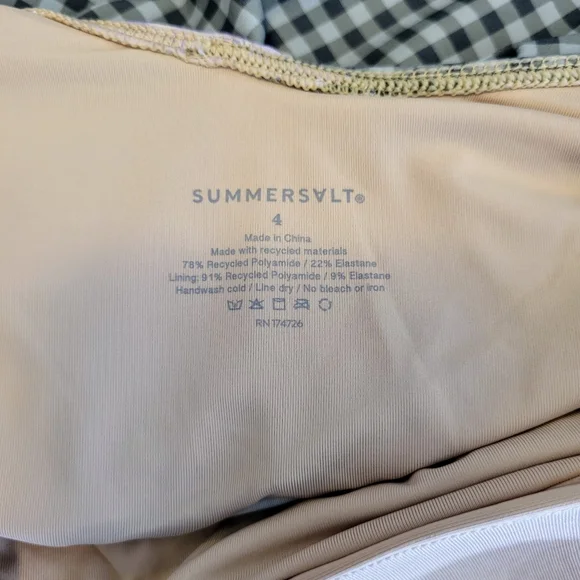 SUMMERSALT®
4
Made in China
Made with recycled materials
78% Recycled Polyamide / 22% Elastane
Lining: 91% Recycled Polyamide / 9% Elastane
Handwash cold / Line dry / No bleach or iron
RN 174726